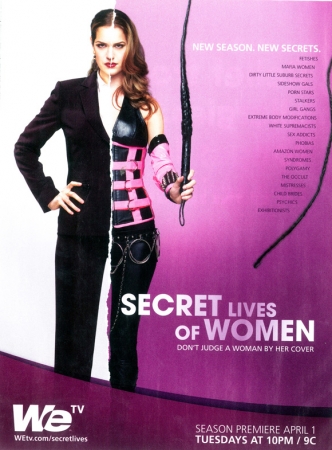 NEW SEASON. NEW SECRETS.
FETISHES
MAFIA WOMEN
DIRTY LITTLE SUBURB SECRETS
SIDESHOW GALS
PORN STARS
STALKERS
GIRL GANGS
EXTREME BODY MODIFICATIONS
WHITE SUPREMACISTS
SEX ADDICTS
PHOBIAS
AMAZON WOMEN
SYNDROMES
POLYGAMY
THE OCCULT
MISTRESSES
CHILD BRIDES
PSYCHICS
EXHIBITIONISTS
SECRET LIVES
OF WOMEN
DON'T JUDGE A WOMAN BY HER COVER
We TV
WEtv.com/secretlives
SEASON PREMIERE APRIL 1
TUESDAYS AT 10PM / 9C